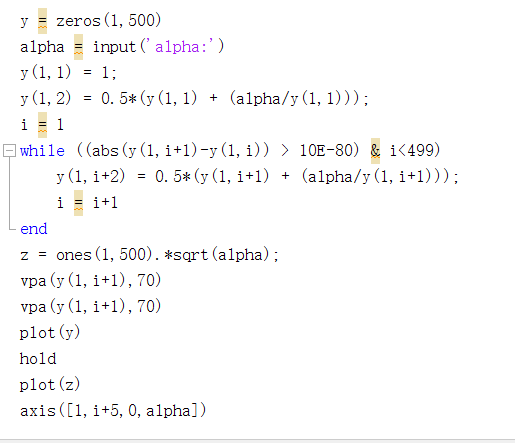 y = zeros(1,500)
alpha = input('alpha:')
y(1,1) = 1;
y(1,2) = 0.5*(y(1,1) + (alpha/y(1,1)));
i = 1
while ((abs(y(1,i+1)-y(1,i)) > 10E-80) & i<499)
y(1,i+2) = 0.5*(y(1,i+1) + (alpha/y(1,i+1)));
i = i+1
end
z = ones(1,500).*sqrt(alpha);
vpa(y(1,i+1),70)
vpa(y(1,i+1),70)
plot(y)
hold
plot(z)
axis([1,i+5,0,alpha])